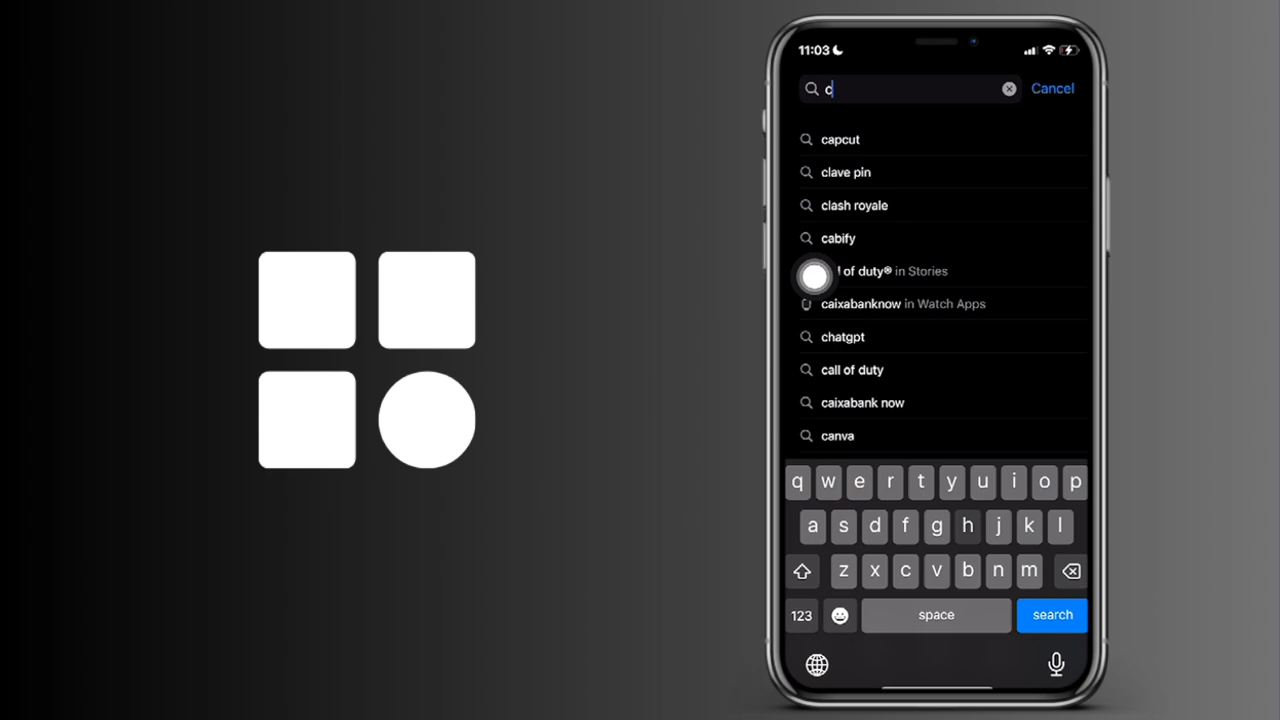 11:03
c
Cancel
capcut
clave pin
clash royale
cabify
l of duty® in Stories
caixabanknow in Watch Apps
chatgpt
call of duty
caixabank now
canva
q w e r t y u i o p
a s d f g h j k l
z x c v b n m
123 space search